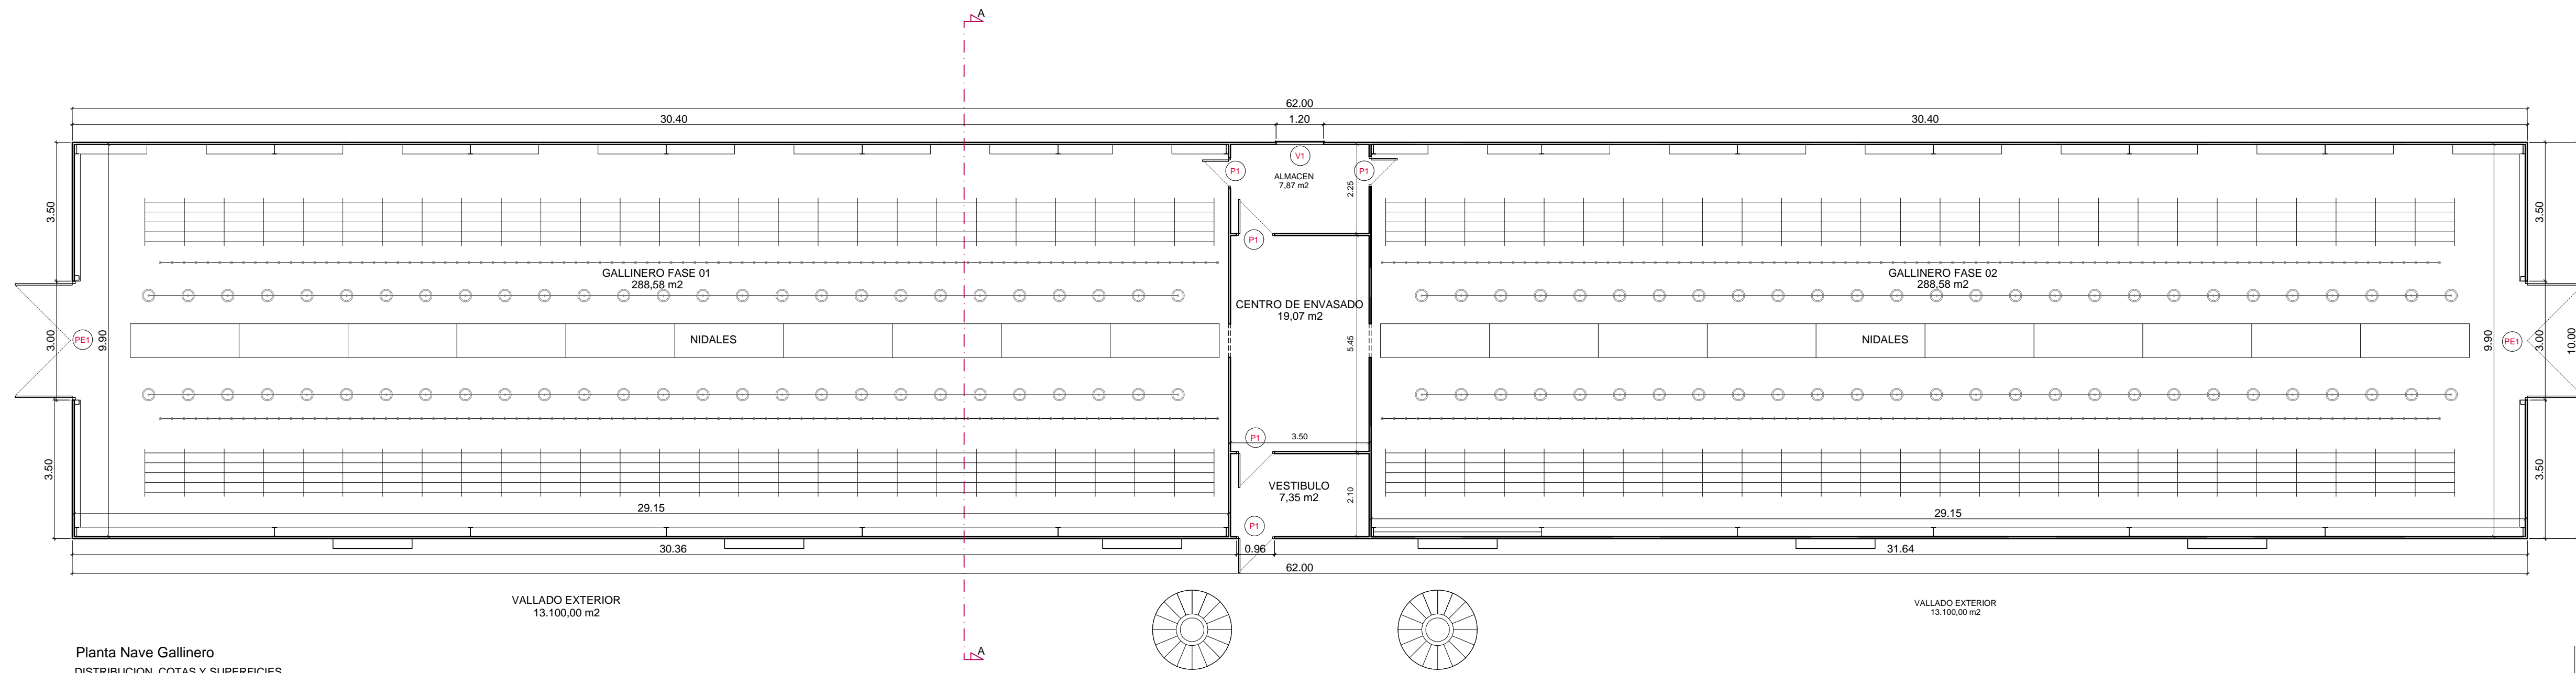 A
62.00
30.40
1.20
30.40
V1
P1
P1
ALMACEN
7,87 m2
2.25
3.50
3.50
P1
GALLINERO FASE 01
288,58 m2
GALLINERO FASE 02
288,58 m2
CENTRO DE ENVASADO
19,07 m2
3.00
PE1
9.90
NIDALES
5.45
NIDALES
9.90
PE1
3.00
10.00
P1
3.50
3.50
3.50
VESTIBULO
7,35 m2
2.10
29.15
29.15
P1
30.36
0.96
31.64
62.00
VALLADO EXTERIOR
13.100,00 m2
VALLADO EXTERIOR
13.100,00 m2
A
Planta Nave Gallinero
DISTRIBUCION, COTAS Y SUPERFICIES